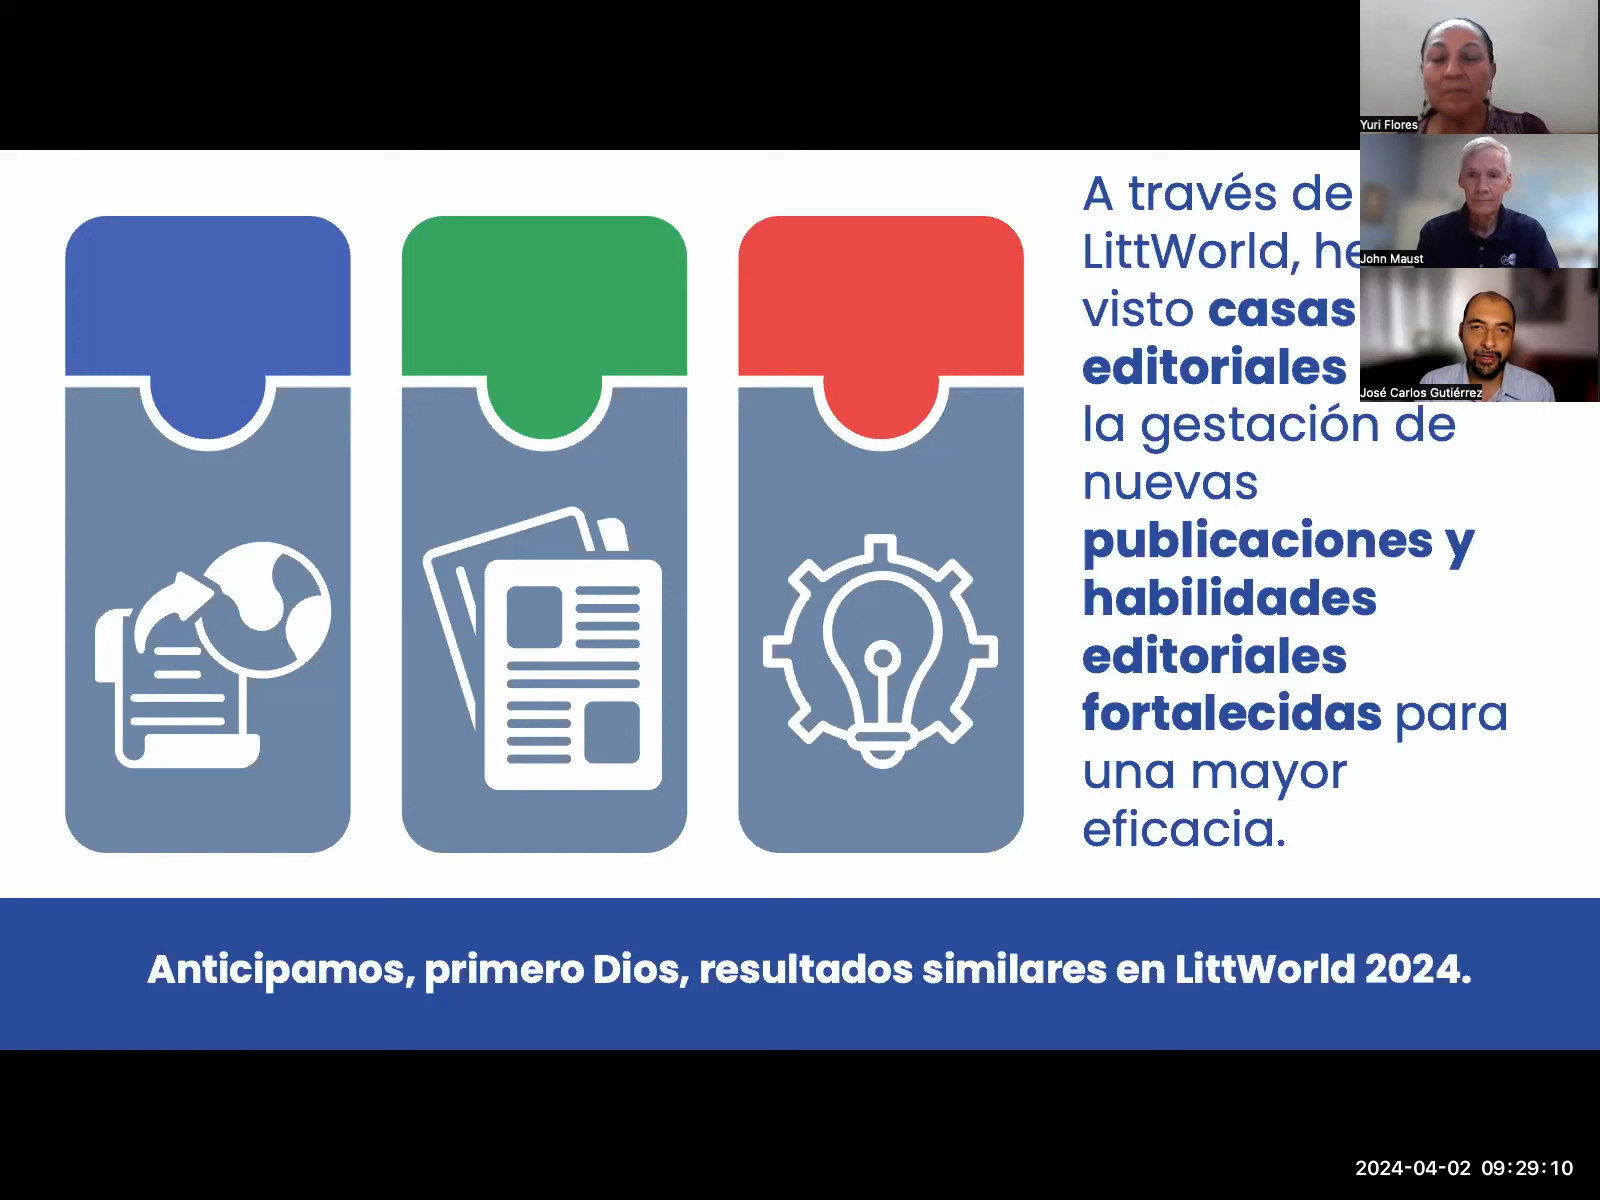 A través de
LittWorld, he
visto casas
editoriales
la gestación de
nuevas
publicaciones y
habilidades
editoriales
fortalecidas para
una mayor
eficacia.
Anticipamos, primero Dios, resultados similares en LittWorld 2024.
Yuri Flores
John Maust
José Carlos Gutiérrez
2024-04-02 09:29:10